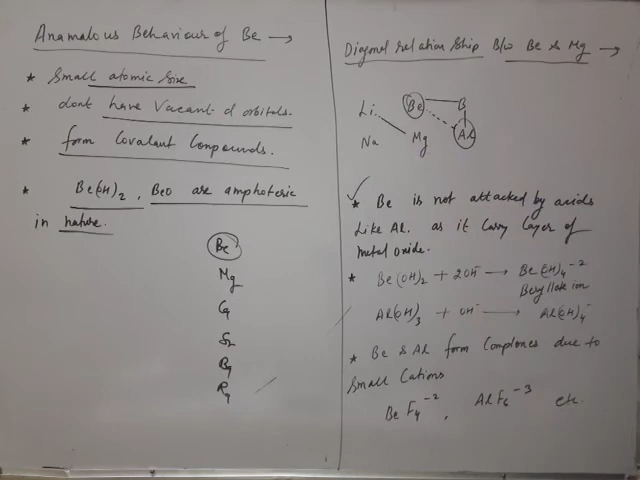 Anamalous Behaviour of Be →
* Small atomic size
* dont have Vacant d orbitals.
* form Covalant Compounds.
* Be(OH)2, BeO are amphoteric
in nature.
Be
Mg
Ca
Sr
Ba
Ra
Diagonal relation Ship B/w Be & Mg →
Li Be B
Na Mg Al
* Be is not attacked by acids
Like Al. as it Carry layer of
metal oxide.
* Be(OH)2 + 2OH⁻ → Be(OH)4⁻²
Beryllate ion
Al(OH)3 + OH⁻ → Al(OH)4⁻
* Be & Al form Complexes due to
Small Cations
BeF4⁻², AlF6⁻³ etc.